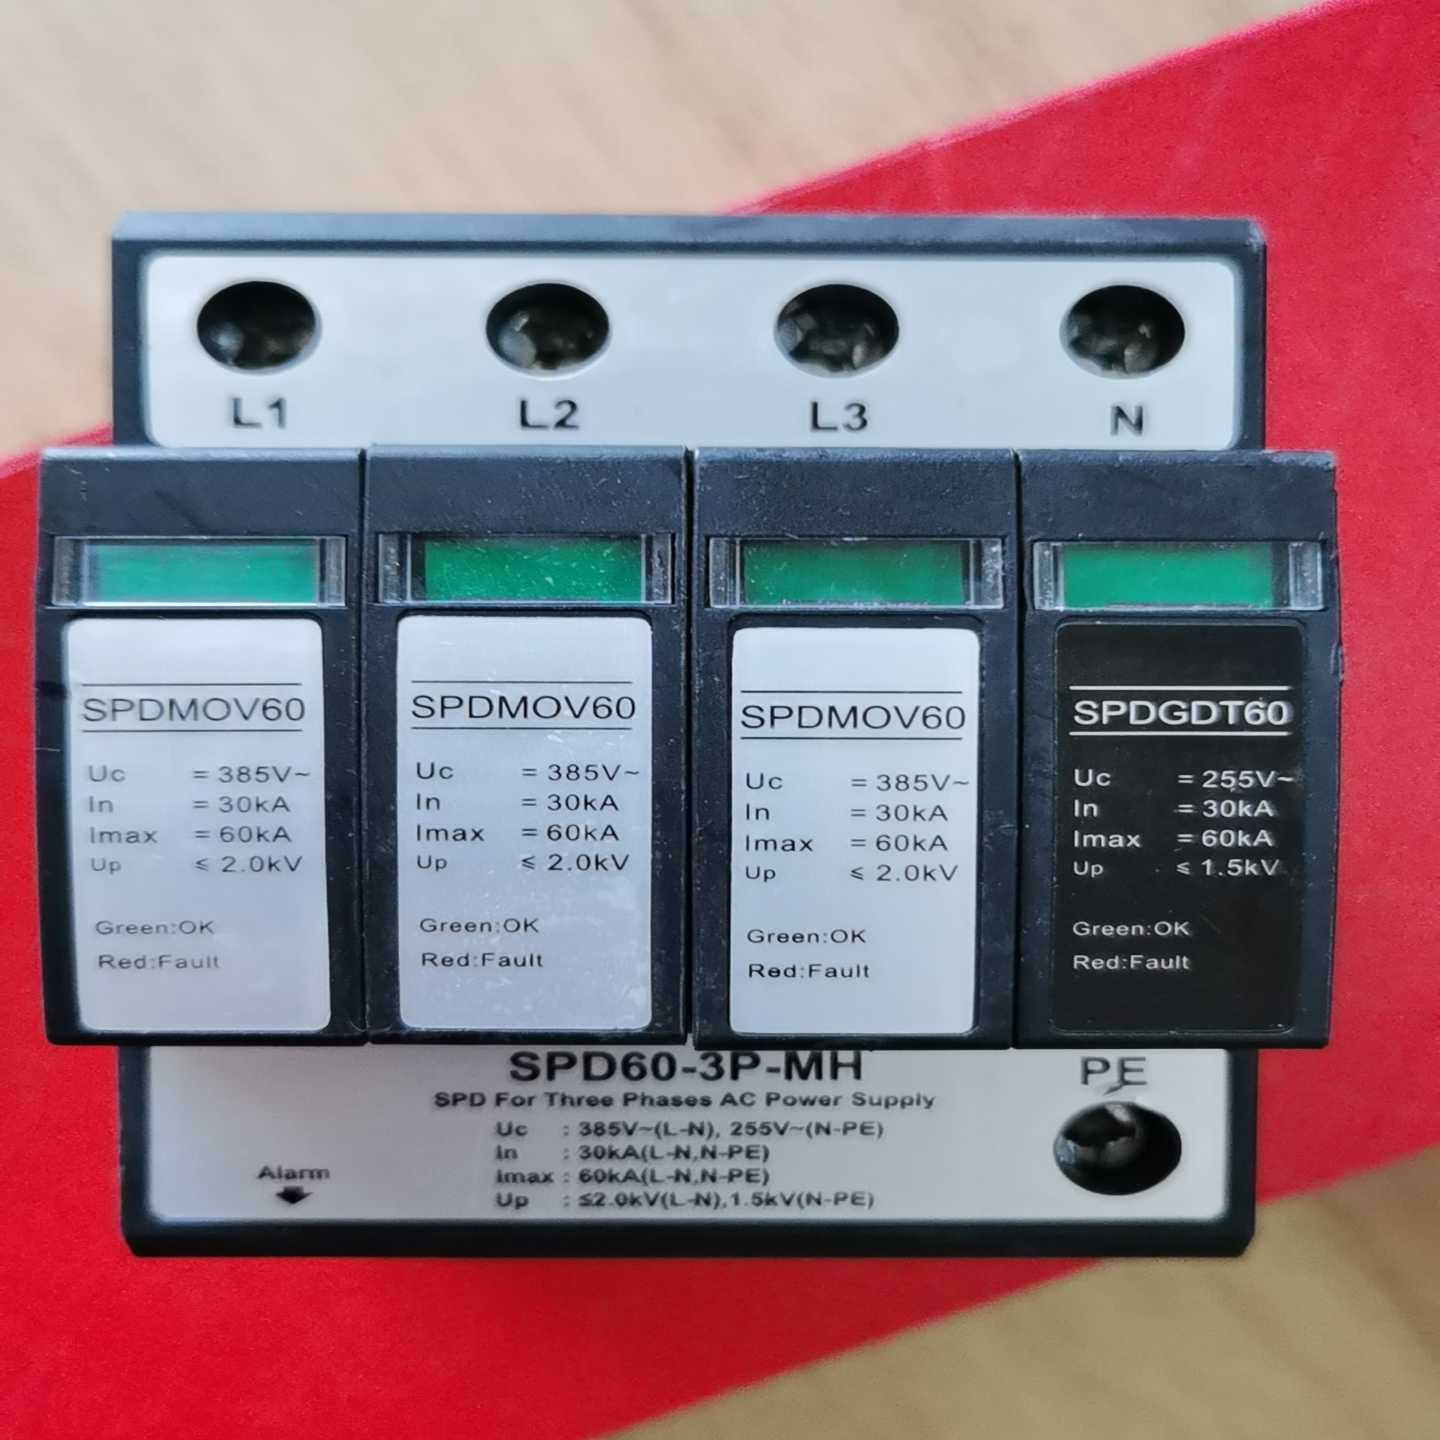 L1 L2 L3 N
SPDMOV60
Uc = 385V~
In = 30kA
Imax = 60kA
Up ≤ 2.0kV
Green:OK
Red:Fault
SPDMOV60
Uc = 385V~
In = 30kA
Imax = 60kA
Up ≤ 2.0kV
Green:OK
Red:Fault
SPDMOV60
Uc = 385V~
In = 30kA
Imax = 60kA
Up ≤ 2.0kV
Green:OK
Red:Fault
SPDGDT60
Uc = 255V~
In = 30kA
Imax = 60kA
Up ≤ 1.5kV
Green:OK
Red:Fault
SPD60-3P-MH
PE
SPD For Three Phases AC Power Supply
Uc : 385V~(L-N), 255V~(N-PE)
In : 30kA(L-N,N-PE)
Imax : 60kA(L-N,N-PE)
Up : ≤2.0kV(L-N),1.5kV(N-PE)
Alarm